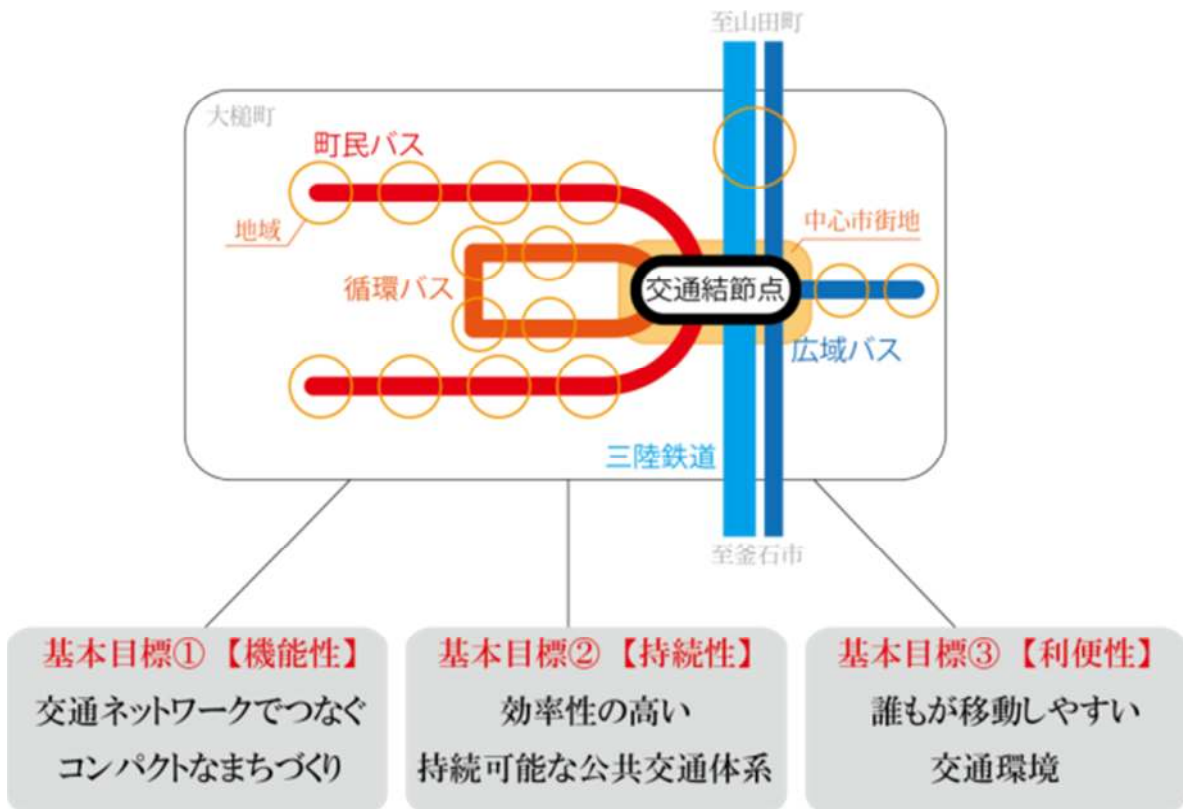 至山田町
大槌町
町民バス
地域
中心市街地
循環バス
交通結節点
広域バス
三陸鉄道
至釜石市
基本目標①【機能性】
交通ネットワークでつなぐ
コンパクトなまちづくり
基本目標②【持続性】
効率性の高い
持続可能な公共交通体系
基本目標③【利便性】
誰もが移動しやすい
交通環境